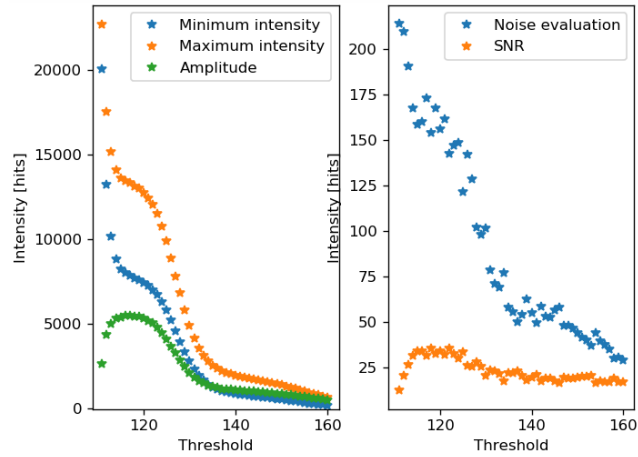 Minimum intensity
Maximum intensity
Amplitude
Intensity [hits]
20000
15000
10000
5000
0
120
140
160
Threshold
Noise evaluation
SNR
Intensity [hits]
200
175
150
125
100
75
50
25
120
140
160
Threshold